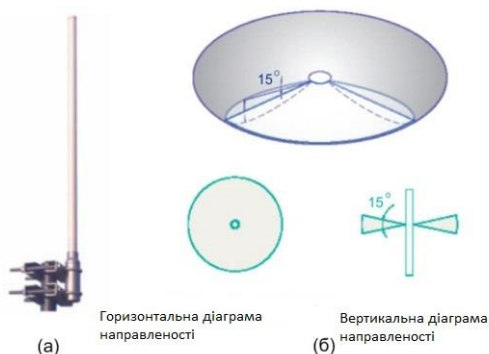 15°
15°
Горизонтальна діаграма
направленості
Вертикальна діаграма
направленості
(а)
(б)